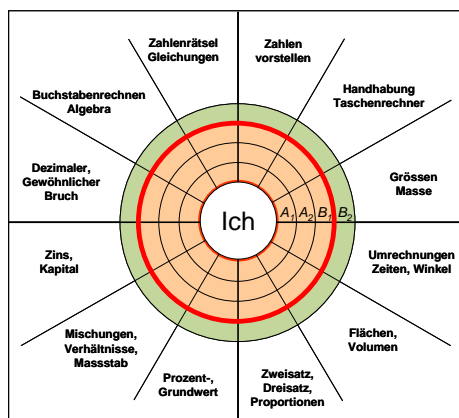 Zahlenrätsel
Gleichungen
Zahlen
vorstellen
Buchstabenrechnen
Algebra
Handhabung
Taschenrechner
Dezimaler,
Gewöhnlicher
Bruch
Grössen
Masse
Ich
A1 A2 B1 B2
Zins,
Kapital
Umrechnungen
Zeiten, Winkel
Mischungen,
Verhältnisse,
Massstab
Flächen,
Volumen
Prozent-,
Grundwert
Zweisatz,
Dreisatz,
Proportionen